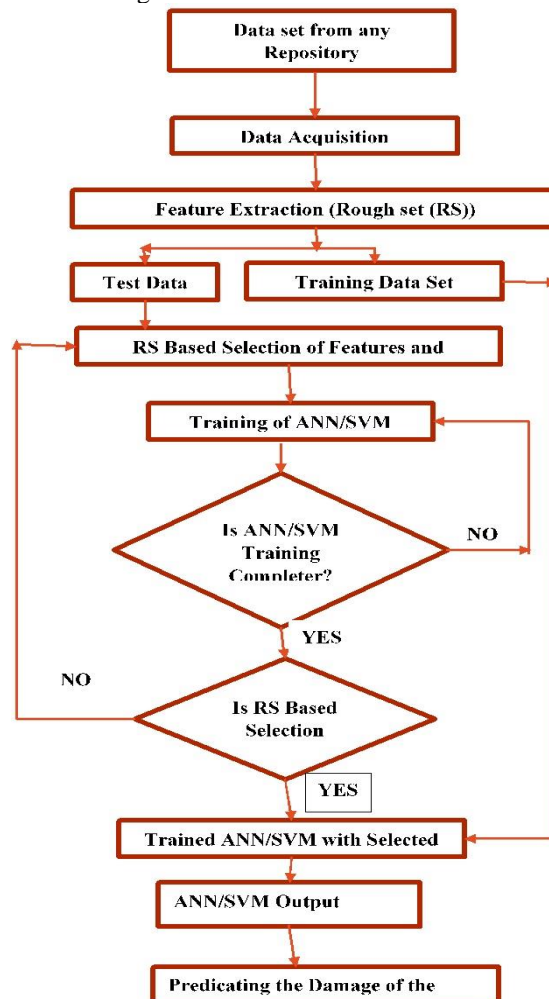 Data set from any
Repository
Data Acquisition
Feature Extraction (Rough set (RS))
Test Data
Training Data Set
RS Based Selection of Features and
Training of ANN/SVM
Is ANN/SVM
Training
Completer?
NO
YES
NO
Is RS Based
Selection
YES
Trained ANN/SVM with Selected
ANN/SVM Output
Predicating the Damage of the